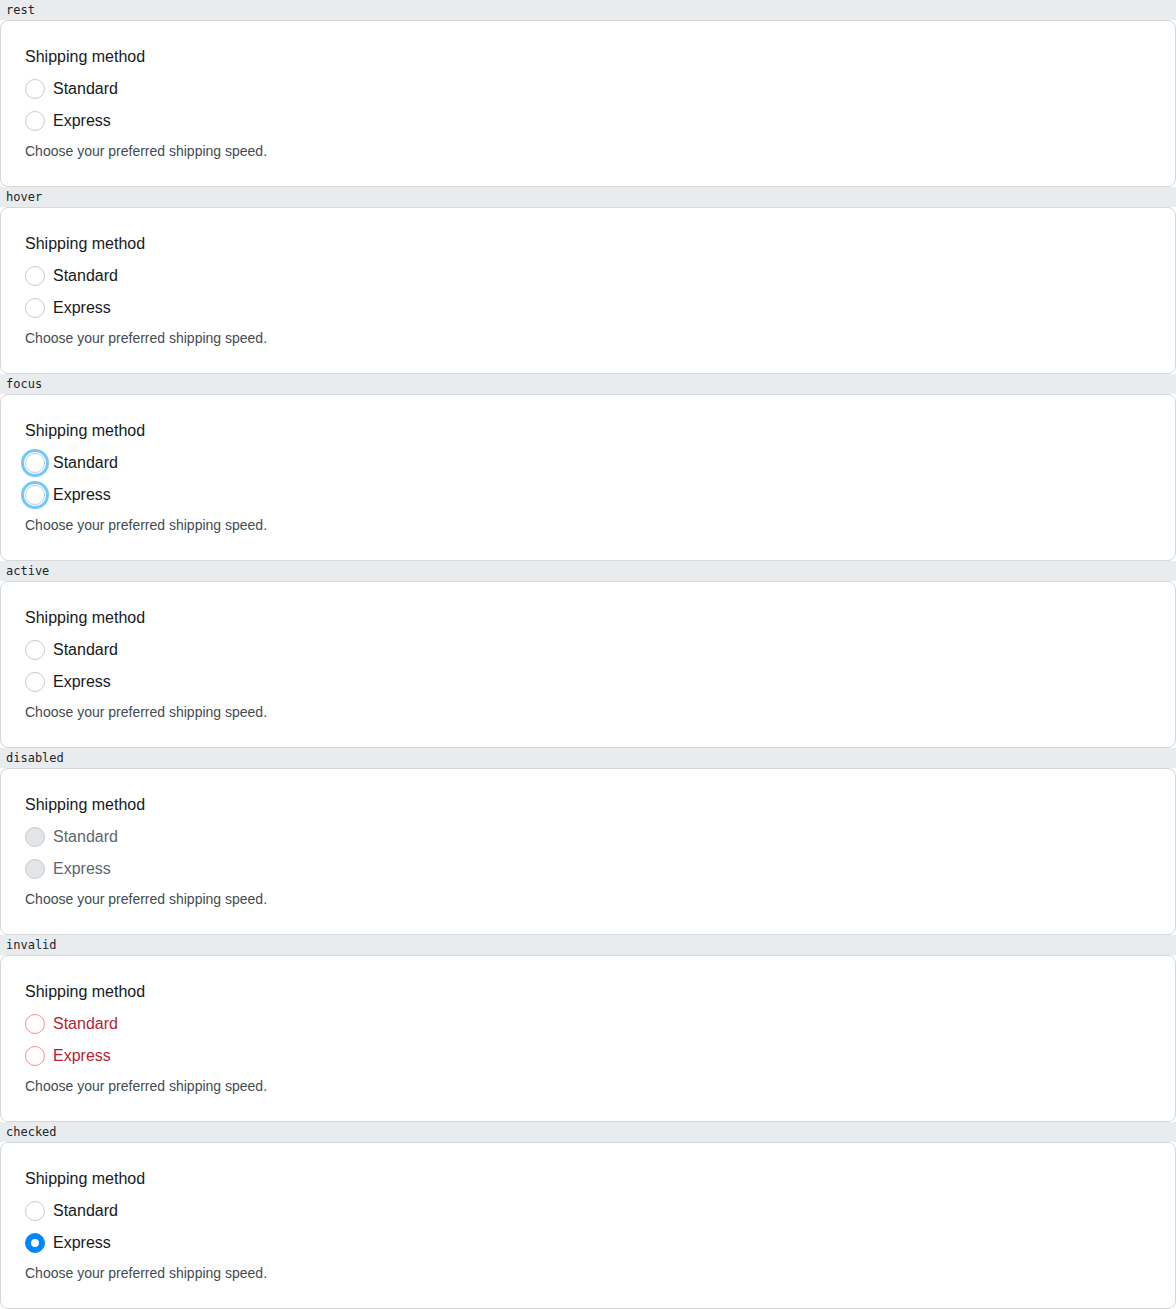 rest
Shipping method
Standard
Express
Choose your preferred shipping speed.
hover
Shipping method
Standard
Express
Choose your preferred shipping speed.
focus
Shipping method
Standard
Express
Choose your preferred shipping speed.
active
Shipping method
Standard
Express
Choose your preferred shipping speed.
disabled
Shipping method
Standard
Express
Choose your preferred shipping speed.
invalid
Shipping method
Standard
Express
Choose your preferred shipping speed.
checked
Shipping method
Standard
Express
Choose your preferred shipping speed.